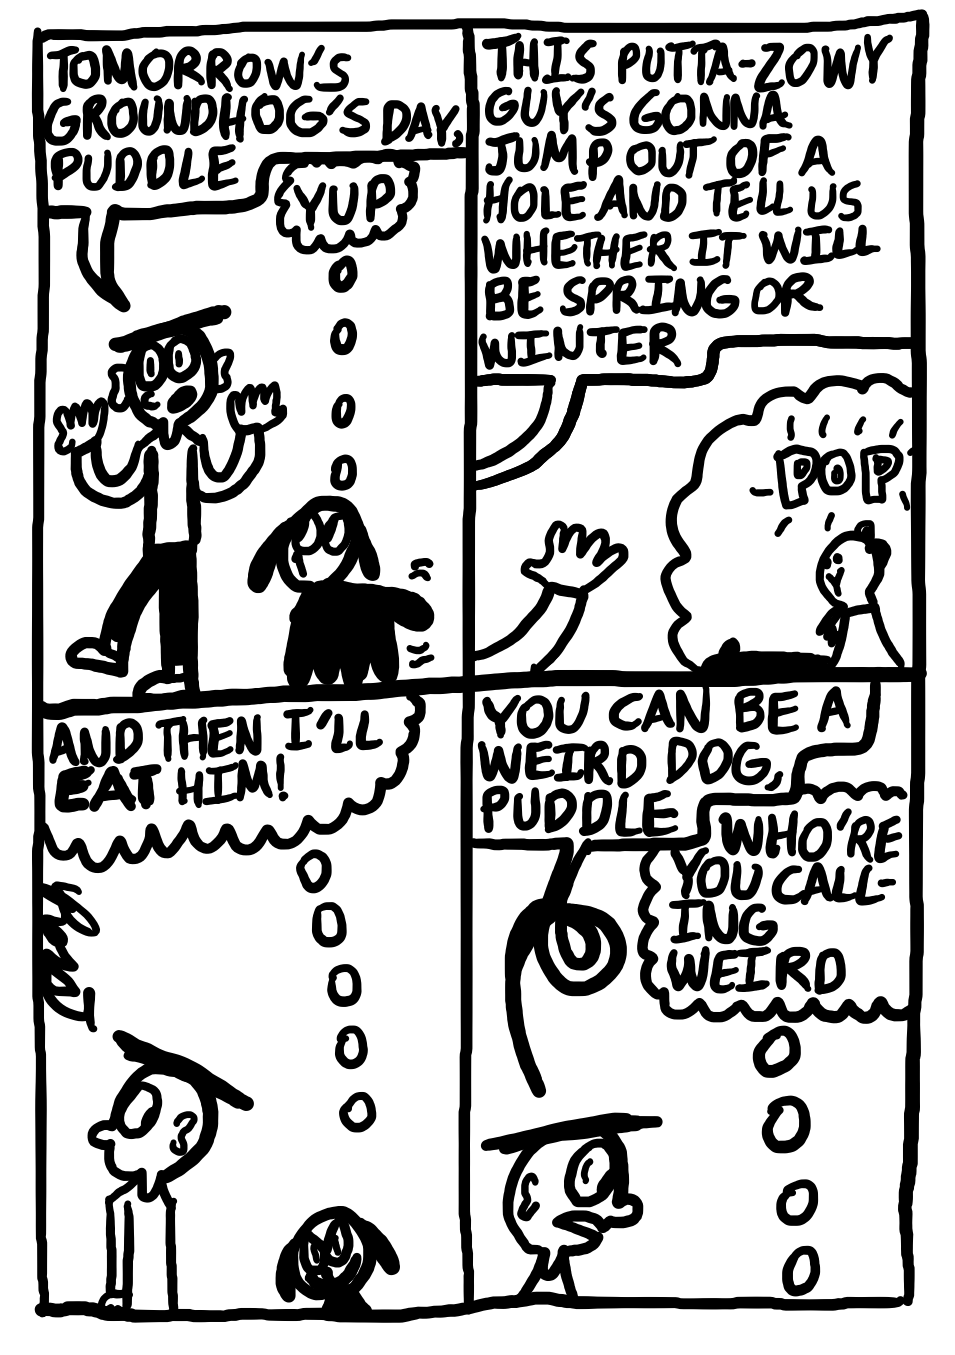 TOMORROW'S
GROUNDHOG'S DAY,
PUDDLE
YUP
THIS PUTTA-ZOWY
GUY'S GONNA
JUMP OUT OF A
HOLE AND TELL US
WHETHER IT WILL
BE SPRING OR
WINTER
POP
AND THEN I'LL
EAT HIM!
YOU CAN BE A
WEIRD DOG,
PUDDLE
WHO'RE
YOU CALL-
ING
WEIRD